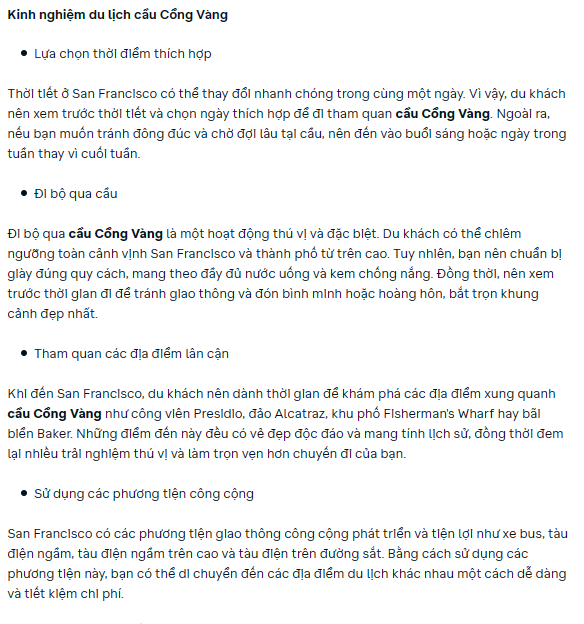 Kinh nghiệm du lịch cầu Cổng Vàng
• Lựa chọn thời điểm thích hợp
Thời tiết ở San Francisco có thể thay đổi nhanh chóng trong cùng một ngày. Vì vậy, du khách
nên xem trước thời tiết và chọn ngày thích hợp để đi tham quan cầu Cổng Vàng. Ngoài ra,
nếu bạn muốn tránh đông đúc và chờ đợi lâu tại cầu, nên đến vào buổi sáng hoặc ngày trong
tuần thay vì cuối tuần.
• Đi bộ qua cầu
Đi bộ qua cầu Cổng Vàng là một hoạt động thú vị và đặc biệt. Du khách có thể chiêm
ngưỡng toàn cảnh vịnh San Francisco và thành phố từ trên cao. Tuy nhiên, bạn nên chuẩn bị
giày đúng quy cách, mang theo đầy đủ nước uống và kem chống nắng. Đồng thời, nên xem
trước thời gian đi để tránh giao thông và đón bình minh hoặc hoàng hôn, bắt trọn khung
cảnh đẹp nhất.
• Tham quan các địa điểm lân cận
Khi đến San Francisco, du khách nên dành thời gian để khám phá các địa điểm xung quanh
cầu Cổng Vàng như công viên Presidio, đảo Alcatraz, khu phố Fisherman's Wharf hay bãi
biển Baker. Những điểm đến này đều có vẻ đẹp độc đáo và mang tính lịch sử, đồng thời đem
lại nhiều trải nghiệm thú vị và làm trọn vẹn hơn chuyến đi của bạn.
• Sử dụng các phương tiện công cộng
San Francisco có các phương tiện giao thông công cộng phát triển và tiện lợi như xe bus, tàu
điện ngầm, tàu điện ngầm trên cao và tàu điện trên đường sắt. Bằng cách sử dụng các
phương tiện này, bạn có thể di chuyển đến các địa điểm du lịch khác nhau một cách dễ dàng
và tiết kiệm chi phí.